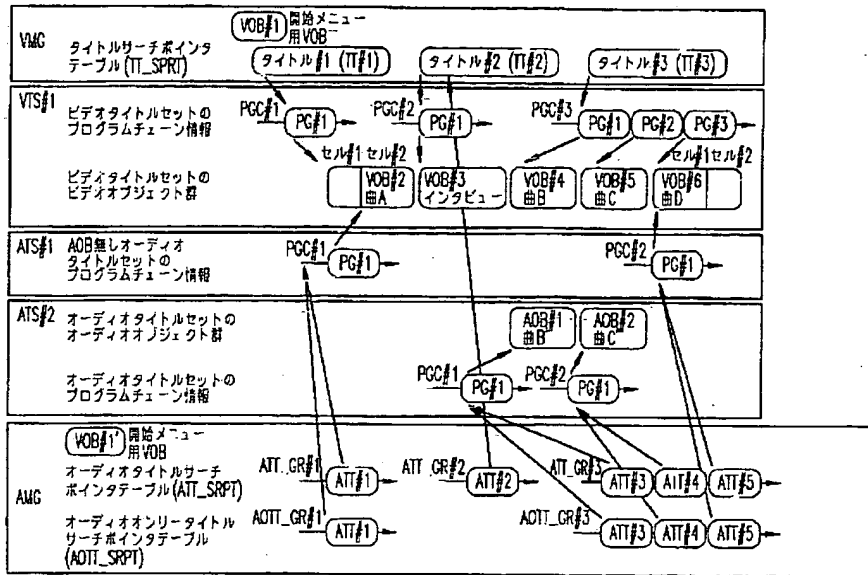 VMG
タイトルサーチポインタ
テーブル(TT_SPRT)
VOB#1
開始メニュー
用VOB
タイトル#1 (TT#1)
タイトル#2 (TT#2)
タイトル#3 (TT#3)
VTS#1
ビデオタイトルセットの
プログラムチェーン情報
PGC#1
PG#1
PGC#2
PG#1
PGC#3
PG#1
PG#2
PG#3
セル#1 セル#2
セル#1 セル#2
ビデオタイトルセットの
ビデオオブジェクト群
VOB#2
曲A
VOB#3
インタビュー
VOB#4
曲B
VOB#5
曲C
VOB#6
曲D
ATS#1
AOB無しオーディオ
タイトルセットの
プログラムチェーン情報
PGC#1
PG#1
PGC#2
PG#1
ATS#2
オーディオタイトルセットの
オーディオオブジェクト群
AOB#1
曲B
AOB#2
曲C
オーディオタイトルセットの
プログラムチェーン情報
PGC#1
PG#1
PGC#2
PG#1
AMG
VOB#1'
開始メニュー
用VOB
オーディオタイトルサーチ
ポインタテーブル(ATT_SRPT)
ATT_GR#1
ATT#1
ATT_GR#2
ATT#2
ATT_GR#3
ATT#3
ATT#4
ATT#5
オーディオオンリータイトル
サーチポインタテーブル
(AOTT_SRPT)
AOTT_GR#1
ATT#1
AOTT_GR#3
ATT#3
ATT#4
ATT#5